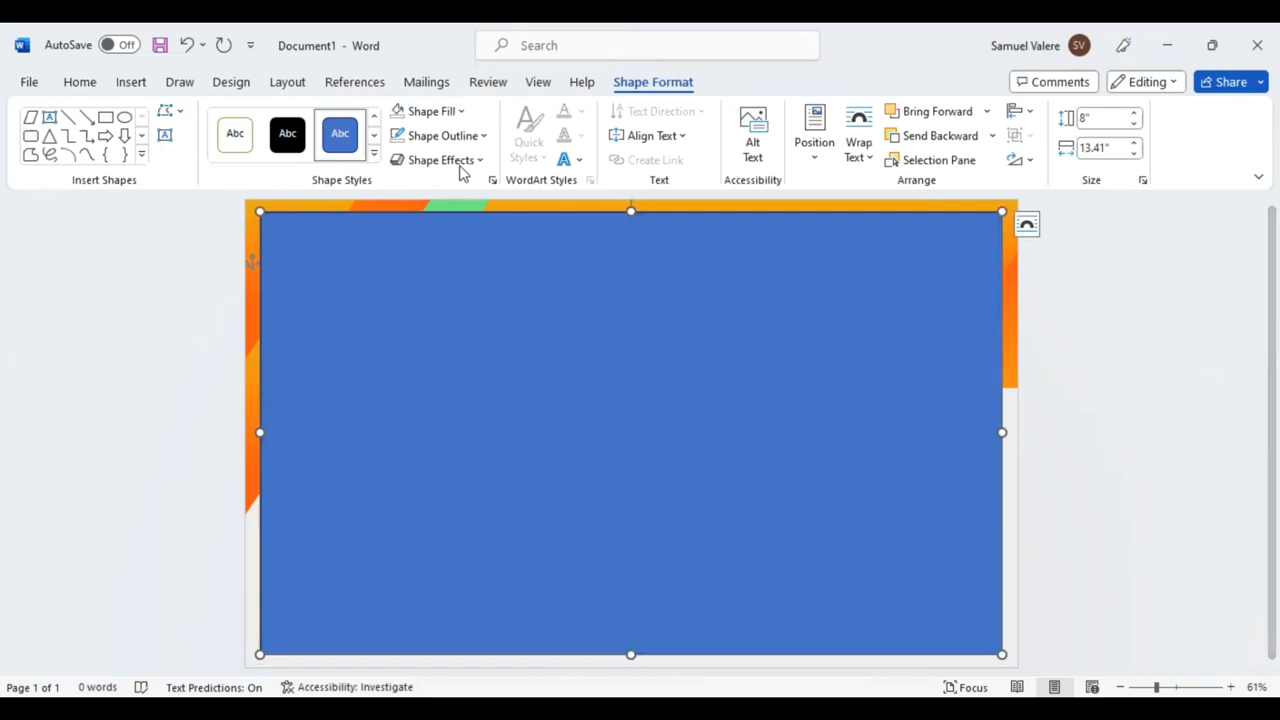 AutoSave Off Document1 - Word Search Samuel Valere SV
File Home Insert Draw Design Layout References Mailings Review View Help Shape Format Comments Editing Share
Abc Abc Abc
Shape Fill
Shape Outline
Shape Effects
Insert Shapes
Shape Styles
A
Quick
Styles
A
A
A
WordArt Styles
Text Direction
Align Text
Create Link
Text
Alt
Text
Accessibility
Position
Wrap
Text
Bring Forward
Send Backward
Selection Pane
Arrange
8"
13.41"
Size
Page 1 of 1 0 words Text Predictions: On Accessibility: Investigate Focus 61%